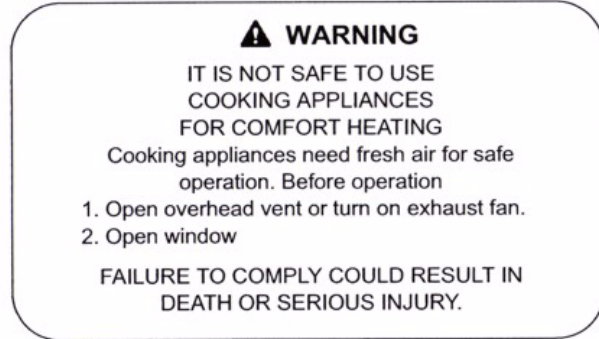 ⚠ WARNING
IT IS NOT SAFE TO USE
COOKING APPLIANCES
FOR COMFORT HEATING
Cooking appliances need fresh air for safe
operation. Before operation
1. Open overhead vent or turn on exhaust fan.
2. Open window
FAILURE TO COMPLY COULD RESULT IN
DEATH OR SERIOUS INJURY.